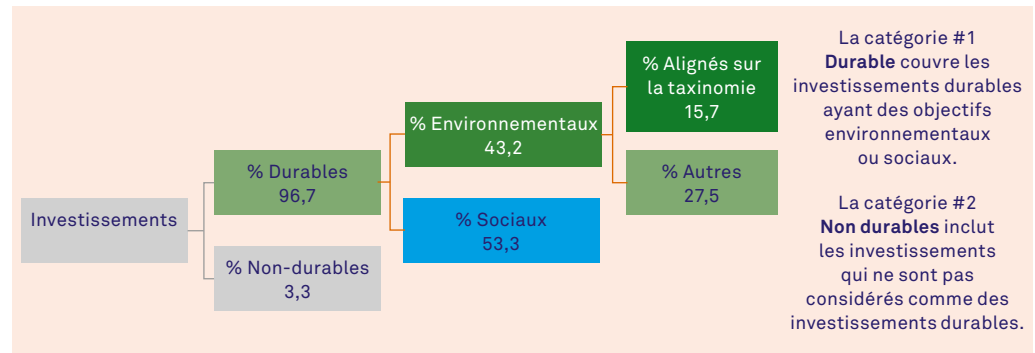 Investissements
% Durables
96,7
% Non-durables
3,3
% Environnementaux
43,2
% Sociaux
53,3
% Alignés sur
la taxinomie
15,7
% Autres
27,5
La catégorie #1
Durable couvre les
investissements durables
ayant des objectifs
environnementaux
ou sociaux.
La catégorie #2
Non durables inclut
les investissements
qui ne sont pas
considérés comme des
investissements durables.